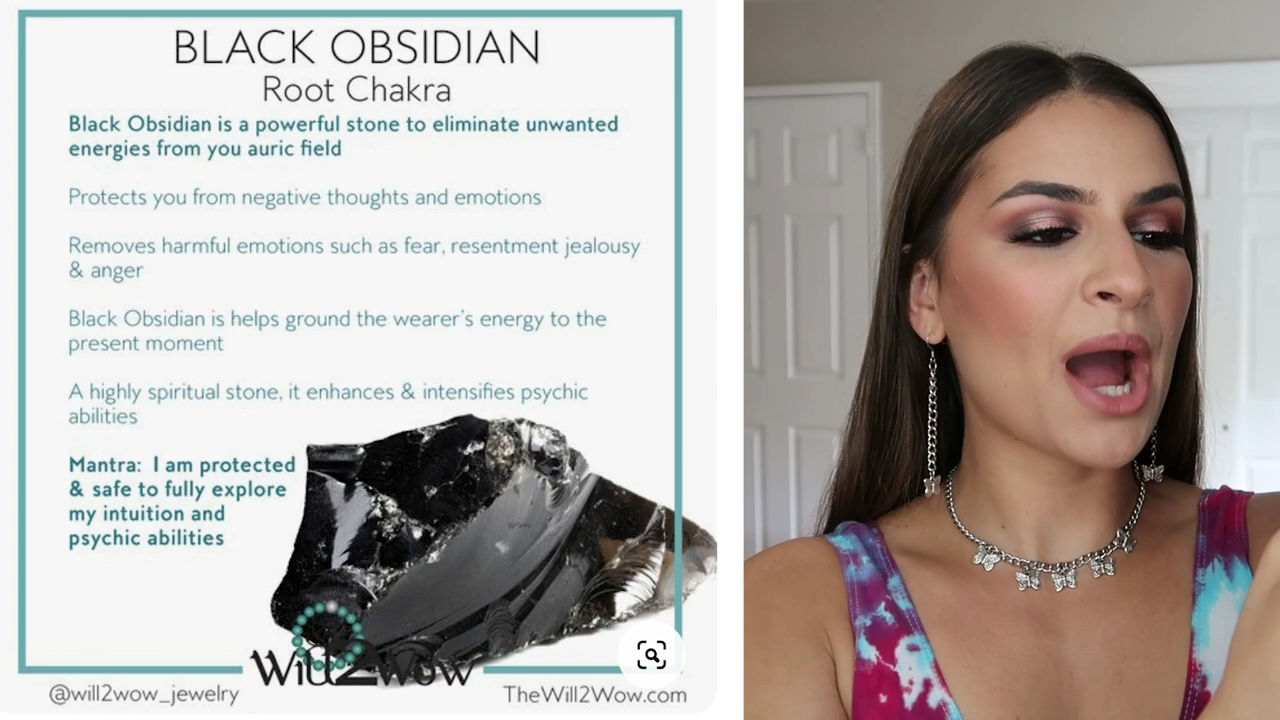 BLACK OBSIDIAN
Root Chakra
Black Obsidian is a powerful stone to eliminate unwanted
energies from you auric field
Protects you from negative thoughts and emotions
Removes harmful emotions such as fear, resentment jealousy
& anger
Black Obsidian is helps ground the wearer's energy to the
present moment
A highly spiritual stone, it enhances & intensifies psychic
abilities
Mantra: I am protected
& safe to fully explore
my intuition and
psychic abilities
Will2Wow
@will2wow_jewelry
TheWill2Wow.com